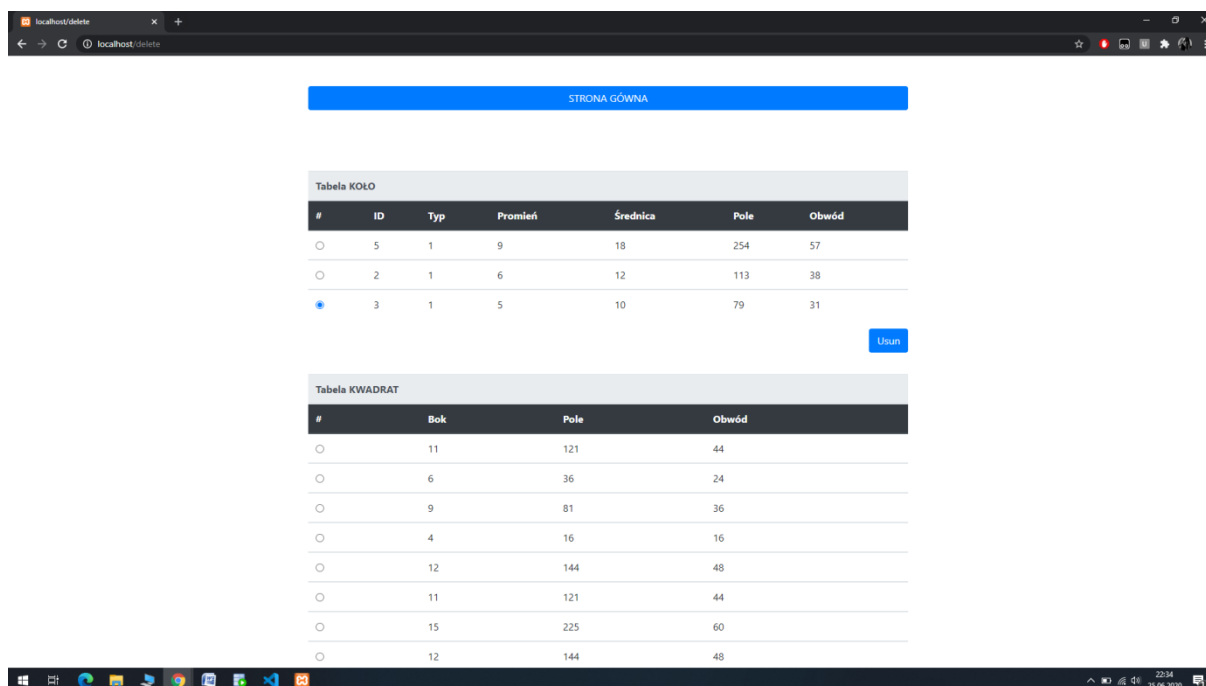 localhost/delete
localhost/delete
STRONA GÓWNA
Tabela KOŁO
# ID Typ Promień Średnica Pole Obwód
5 1 9 18 254 57
2 1 6 12 113 38
3 1 5 10 79 31
Usun
Tabela KWADRAT
# Bok Pole Obwód
11 121 44
6 36 24
9 81 36
4 16 16
12 144 48
11 121 44
15 225 60
12 144 48
22:34
25.06.2020